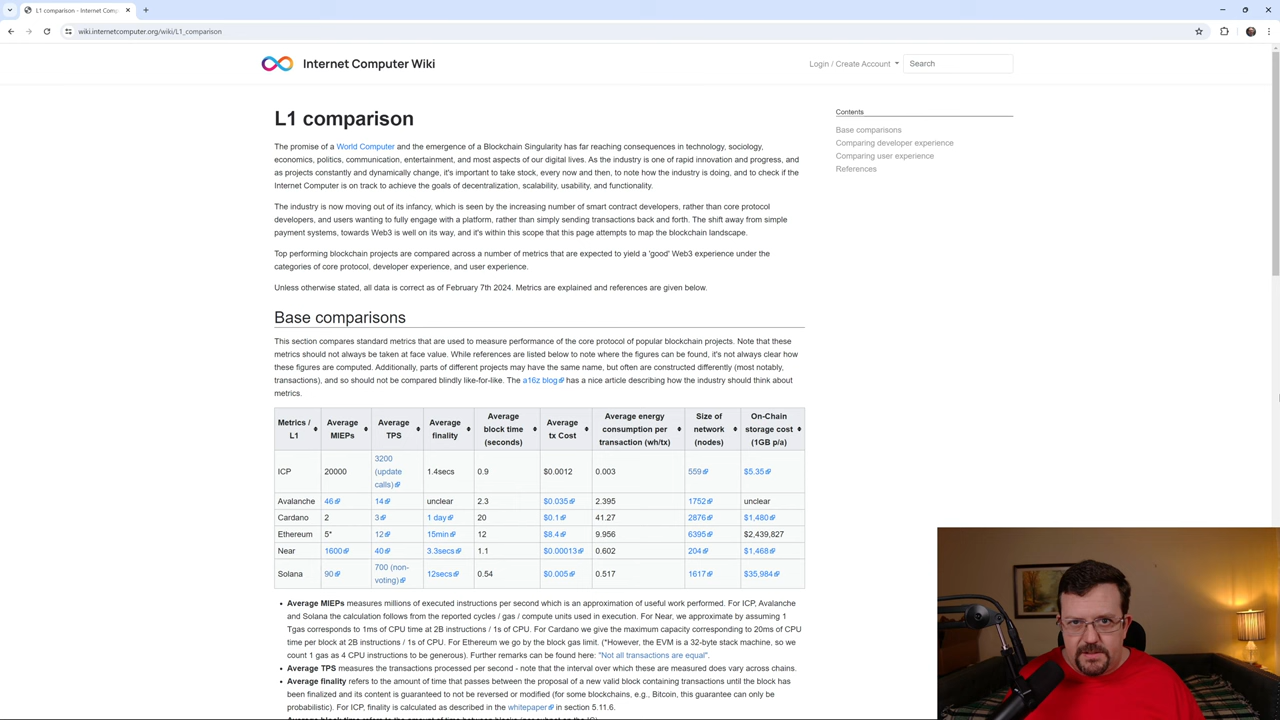 L1 comparison - Internet Comp
wiki.internetcomputer.org/wiki/L1_comparison
Internet Computer Wiki
Login / Create Account
Search
L1 comparison
The promise of a World Computer and the emergence of a Blockchain Singularity has far reaching consequences in technology, sociology,
economics, politics, communication, entertainment, and most aspects of our digital lives. As the industry is one of rapid innovation and progress, and
as projects constantly and dynamically change, it's important to take stock, every now and then, to note how the industry is doing, and to check if the
Internet Computer is on track to achieve the goals of decentralization, scalability, usability, and functionality.
The industry is now moving out of its infancy, which is seen by the increasing number of smart contract developers, rather than core protocol
developers, and users wanting to fully engage with a platform, rather than simply sending transactions back and forth. The shift away from simple
payment systems, towards Web3 is well on its way, and it's within this scope that this page attempts to map the blockchain landscape.
Top performing blockchain projects are compared across a number of metrics that are expected to yield a 'good' Web3 experience under the
categories of core protocol, developer experience, and user experience.
Unless otherwise stated, all data is correct as of February 7th 2024. Metrics are explained and references are given below.
Contents
Base comparisons
Comparing developer experience
Comparing user experience
References
Base comparisons
This section compares standard metrics that are used to measure performance of the core protocol of popular blockchain projects. Note that these
metrics should not always be taken at face value. While references are listed below to note where the figures can be found, it's not always clear how
these figures are computed. Additionally, parts of different projects may have the same name, but often are constructed differently (most notably,
transactions), and so should not be compared blindly like-for-like. The a16z blog has a nice article describing how the industry should think about
metrics.
Metrics / L1 Average MIEPs Average TPS Average finality Average block time (seconds) Average tx Cost Average energy consumption per transaction (wh/tx) Size of network (nodes) On-Chain storage cost (1GB p/a)
ICP 20000 3200 (update calls) 1.4secs 0.9 $0.0012 0.003 559 $5.35
Avalanche 46 14 unclear 2.3 $0.035 2.395 1752 unclear
Cardano 2 3 1 day 20 $0.1 41.27 2876 $1,480
Ethereum 5* 12 15min 12 $8.4 9.956 6395 $2,439,827
Near 1600 40 3.3secs 1.1 $0.00013 0.602 204 $1,468
Solana 90 700 (non-voting) 12secs 0.54 $0.005 0.517 1617 $35,984
• Average MIEPs measures millions of executed instructions per second which is an approximation of useful work performed. For ICP, Avalanche
and Solana the calculation follows from the reported cycles / gas / compute units used in execution. For Near, we approximate by assuming 1
Tgas corresponds to 1ms of CPU time at 2B instructions / 1s of CPU. For Cardano we give the maximum capacity corresponding to 20ms of CPU
time per block at 2B instructions / 1s of CPU. For Ethereum we go by the block gas limit. (*However, the EVM is a 32-byte stack machine, so we
count 1 gas as 4 CPU instructions to be generous). Further remarks can be found here: "Not all transactions are equal".
• Average TPS measures the transactions processed per second - note that the interval over which these are measured does vary across chains.
• Average finality refers to the amount of time that passes between the proposal of a new valid block containing transactions until the block has
been finalized and its content is guaranteed to not be reversed or modified (for some blockchains, e.g., Bitcoin, this guarantee can only be
probabilistic). For ICP, finality is calculated as described in the whitepaper in section 5.11.6.